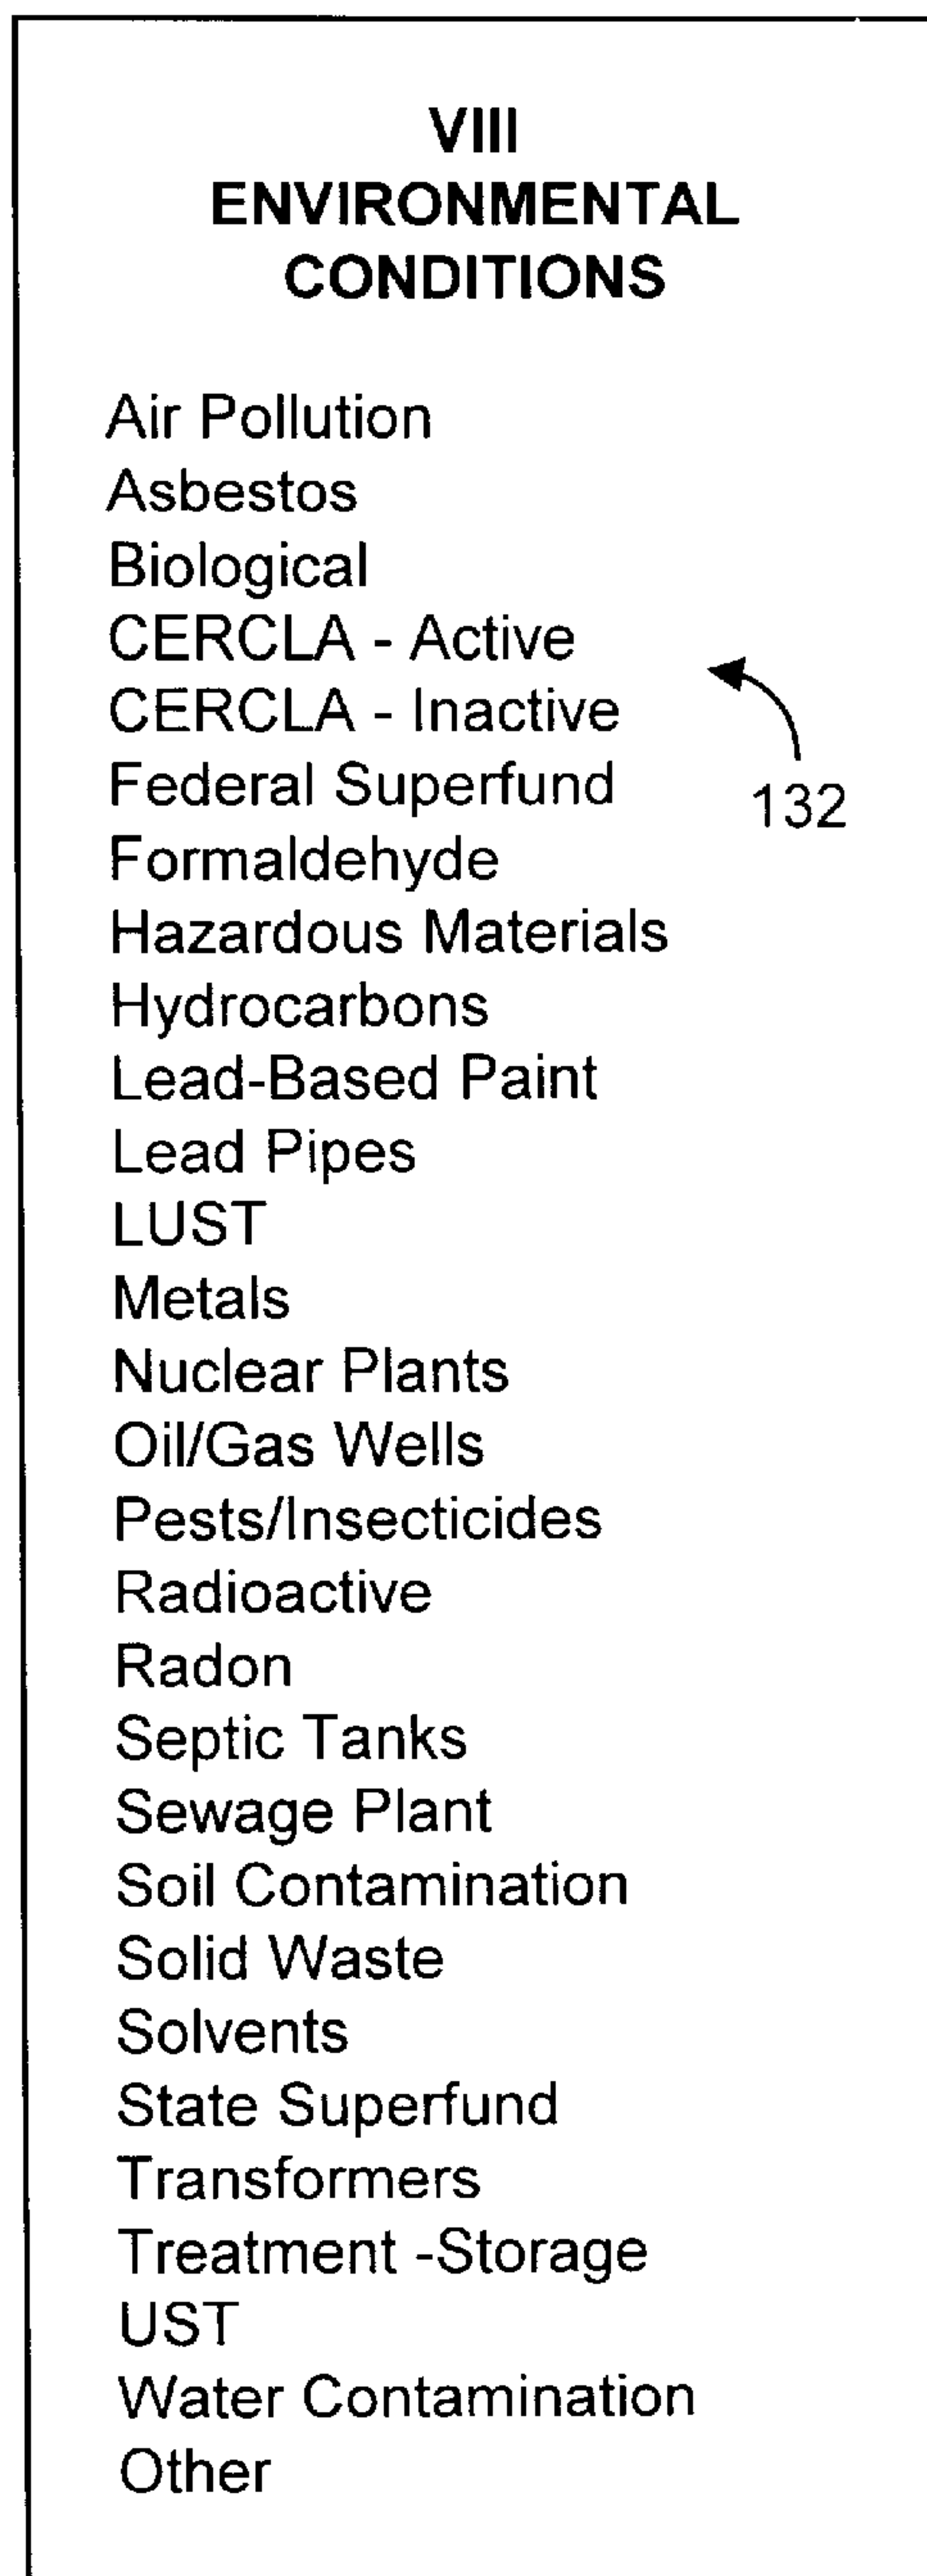 VIII
ENVIRONMENTAL
CONDITIONS
Air Pollution
Asbestos
Biological
CERCLA - Active
CERCLA - Inactive
Federal Superfund
132
Formaldehyde
Hazardous Materials
Hydrocarbons
Lead-Based Paint
Lead Pipes
LUST
Metals
Nuclear Plants
Oil/Gas Wells
Pests/Insecticides
Radioactive
Radon
Septic Tanks
Sewage Plant
Soil Contamination
Solid Waste
Solvents
State Superfund
Transformers
Treatment -Storage
UST
Water Contamination
Other